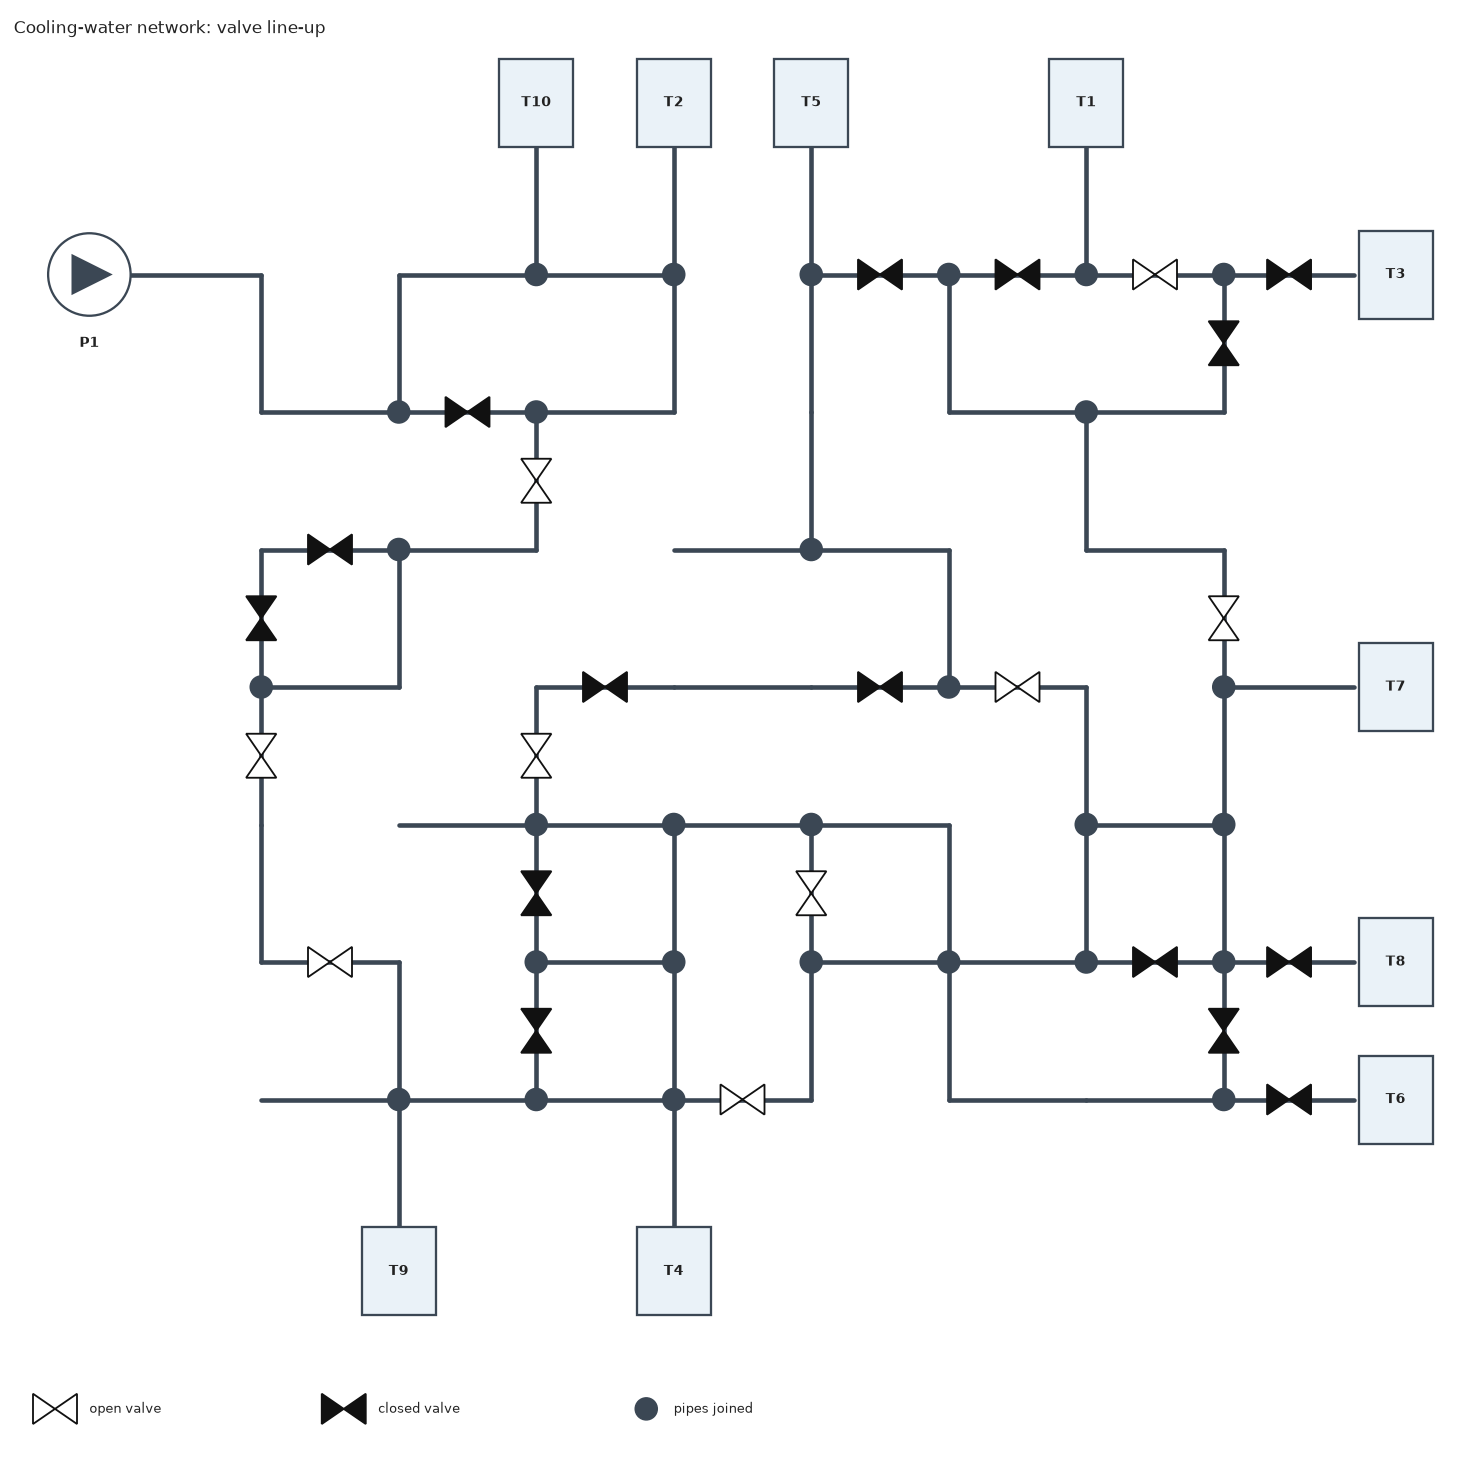 Cooling-water network: valve line-up
T10
T2
T5
T1
T3
P1
T7
T8
T6
T9
T4
open valve
closed valve
pipes joined